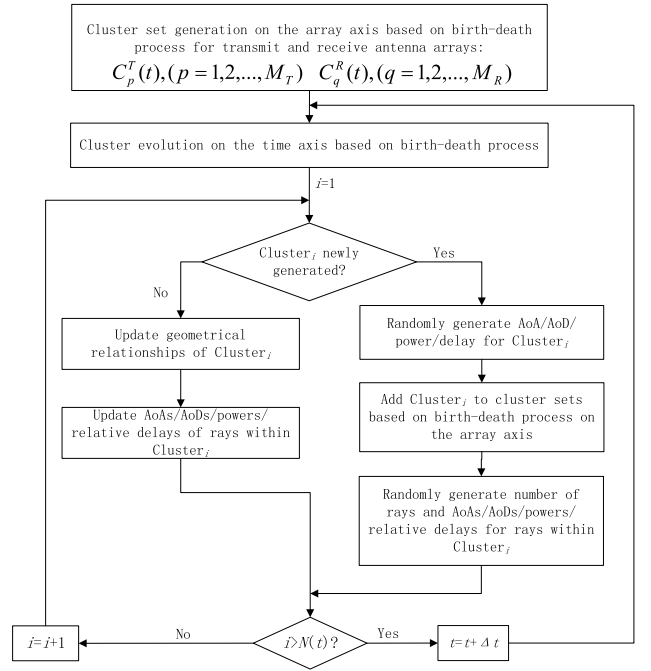 Cluster set generation on the array axis based on birth-death
process for transmit and receive antenna arrays:
C_p^T(t), (p = 1,2,..., M_T)  C_q^R(t), (q = 1,2,..., M_R)
Cluster evolution on the time axis based on birth-death process
i=1
Cluster_i newly
generated?
No
Yes
Update geometrical
relationships of Cluster_i
Update AoAs/AoDs/powers/
relative delays of rays within
Cluster_i
Randomly generate AoA/AoD/
power/delay for Cluster_i
Add Cluster_i to cluster sets
based on birth-death process on
the array axis
Randomly generate number of
rays and AoAs/AoDs/powers/
relative delays for rays within
Cluster_i
i>N(t)?
No
Yes
i=i+1
t=t+Δt